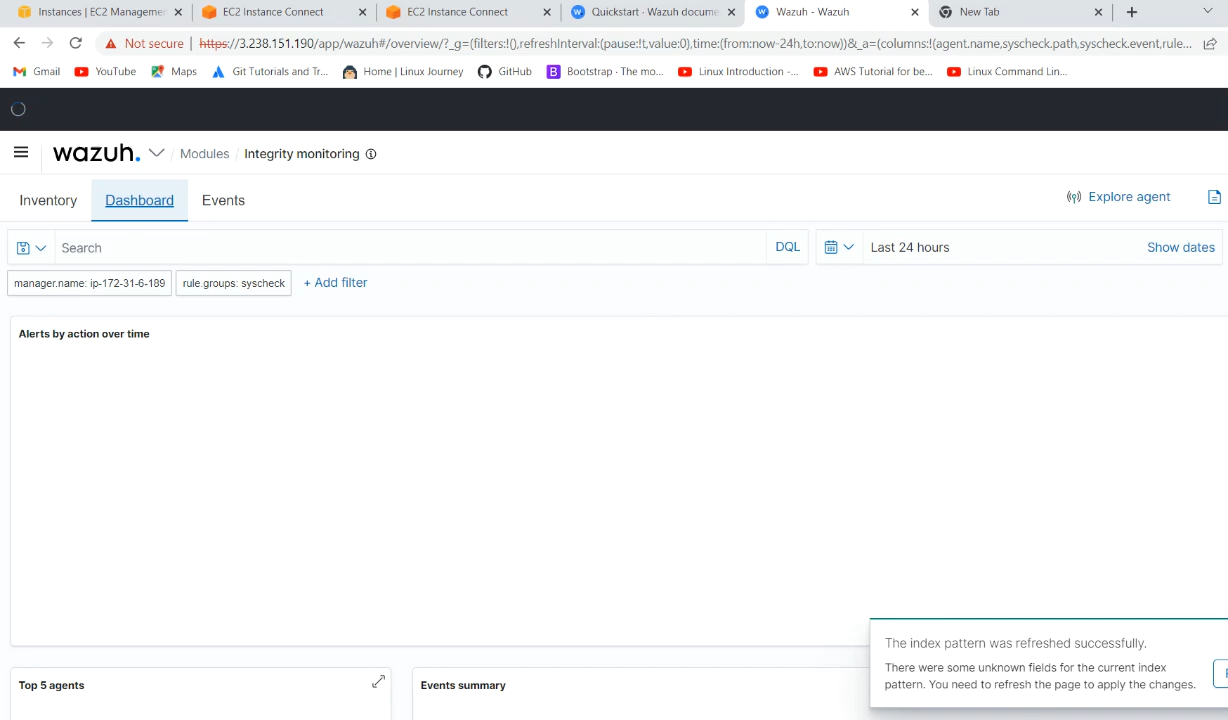 Instances | EC2 Managemen
EC2 Instance Connect
EC2 Instance Connect
Quickstart · Wazuh docume
Wazuh - Wazuh
New Tab
Not secure | https://3.238.151.190/app/wazuh#/overview/?_g=(filters:!(),refreshInterval:(pause:!t,value:0),time:(from:now-24h,to:now))&_a=(columns:!(agent.name,syscheck.path,syscheck.event,rule...
Gmail
YouTube
Maps
Git Tutorials and Tr...
Home | Linux Journey
GitHub
Bootstrap · The mo...
Linux Introduction -...
AWS Tutorial for be...
Linux Command Lin...
wazuh. / Modules / Integrity monitoring
Inventory
Dashboard
Events
Explore agent
Search
DQL
Last 24 hours
Show dates
manager.name: ip-172-31-6-189
rule.groups: syscheck
+ Add filter
Alerts by action over time
The index pattern was refreshed successfully.
There were some unknown fields for the current index
pattern. You need to refresh the page to apply the changes.
Top 5 agents
Events summary